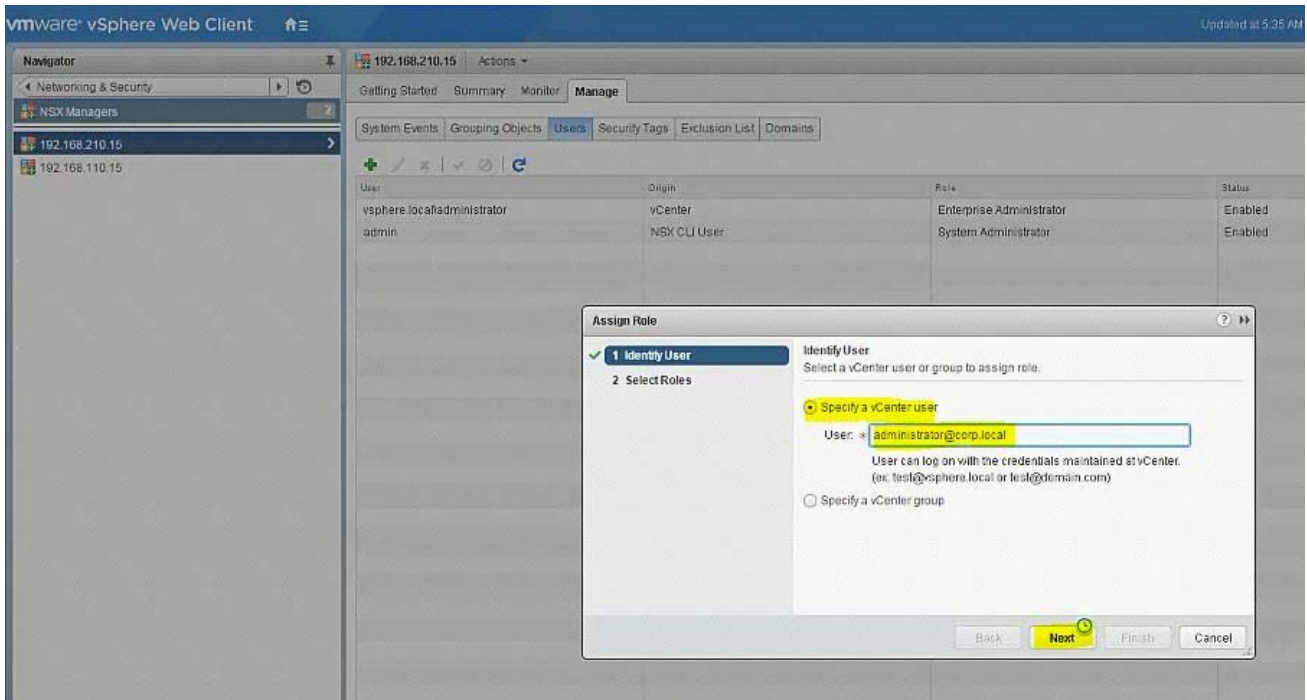 vmware® vSphere Web Client
Updated at 5:35 AM
Navigator
192.168.210.15 Actions
Networking & Security
Getting Started Summary Monitor Manage
NSX Managers 2
System Events Grouping Objects Users Security Tags Exclusion List Domains
192.168.210.15
192.168.110.15
User Origin Role Status
vsphere.local\administrator vCenter Enterprise Administrator Enabled
admin NSX CLI User System Administrator Enabled
Assign Role
1 Identify User
2 Select Roles
Identify User
Select a vCenter user or group to assign role.
Specify a vCenter user
User: * administrator@corp.local
User can log on with the credentials maintained at vCenter.
(ex: test@vsphere.local or test@domain.com)
Specify a vCenter group
Back Next Finish Cancel